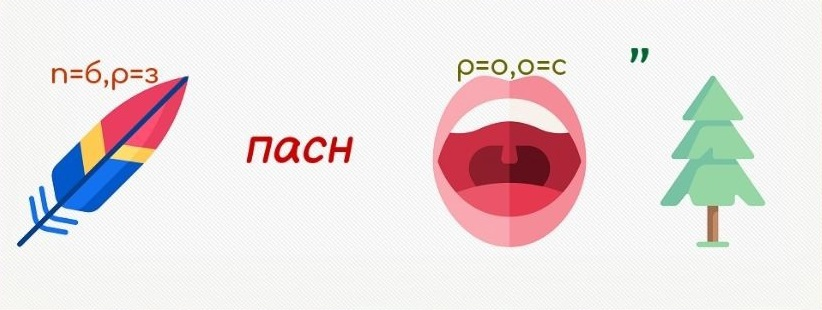 п=б,р=з
пасн
р=о,о=с
”